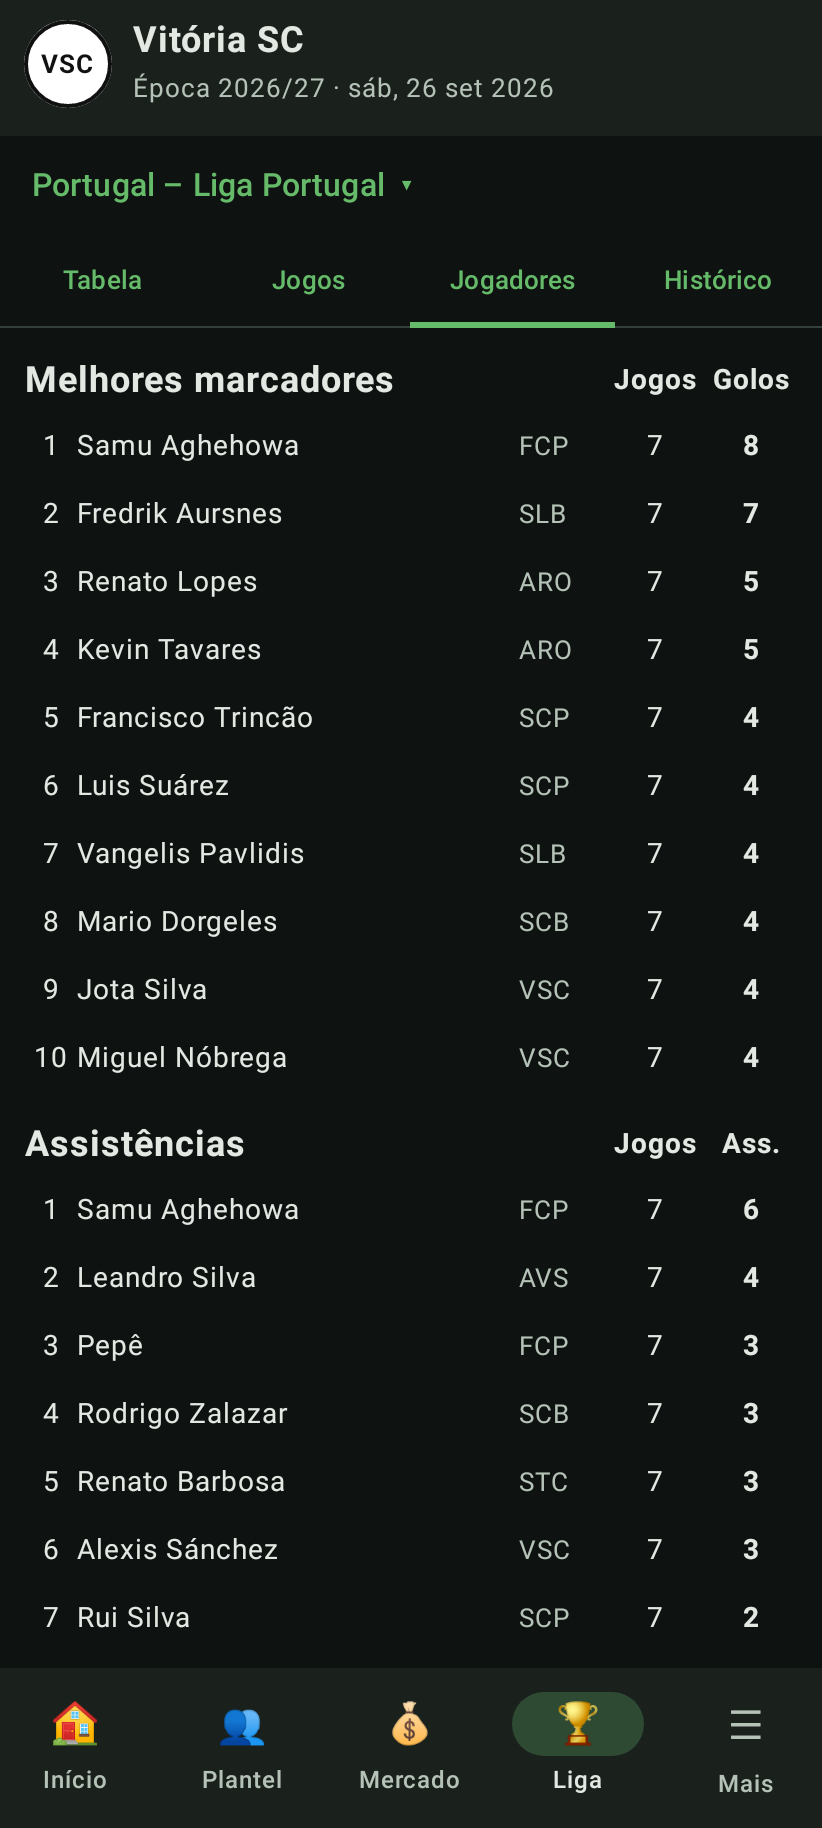 VSC
Vitória SC
Época 2026/27 · sáb, 26 set 2026
Portugal – Liga Portugal ▾
Tabela Jogos Jogadores Histórico
Melhores marcadores Jogos Golos
1 Samu Aghehowa FCP 7 8
2 Fredrik Aursnes SLB 7 7
3 Renato Lopes ARO 7 5
4 Kevin Tavares ARO 7 5
5 Francisco Trincão SCP 7 4
6 Luis Suárez SCP 7 4
7 Vangelis Pavlidis SLB 7 4
8 Mario Dorgeles SCB 7 4
9 Jota Silva VSC 7 4
10 Miguel Nóbrega VSC 7 4
Assistências Jogos Ass.
1 Samu Aghehowa FCP 7 6
2 Leandro Silva AVS 7 4
3 Pepê FCP 7 3
4 Rodrigo Zalazar SCB 7 3
5 Renato Barbosa STC 7 3
6 Alexis Sánchez VSC 7 3
7 Rui Silva SCP 7 2
Início Plantel Mercado Liga Mais